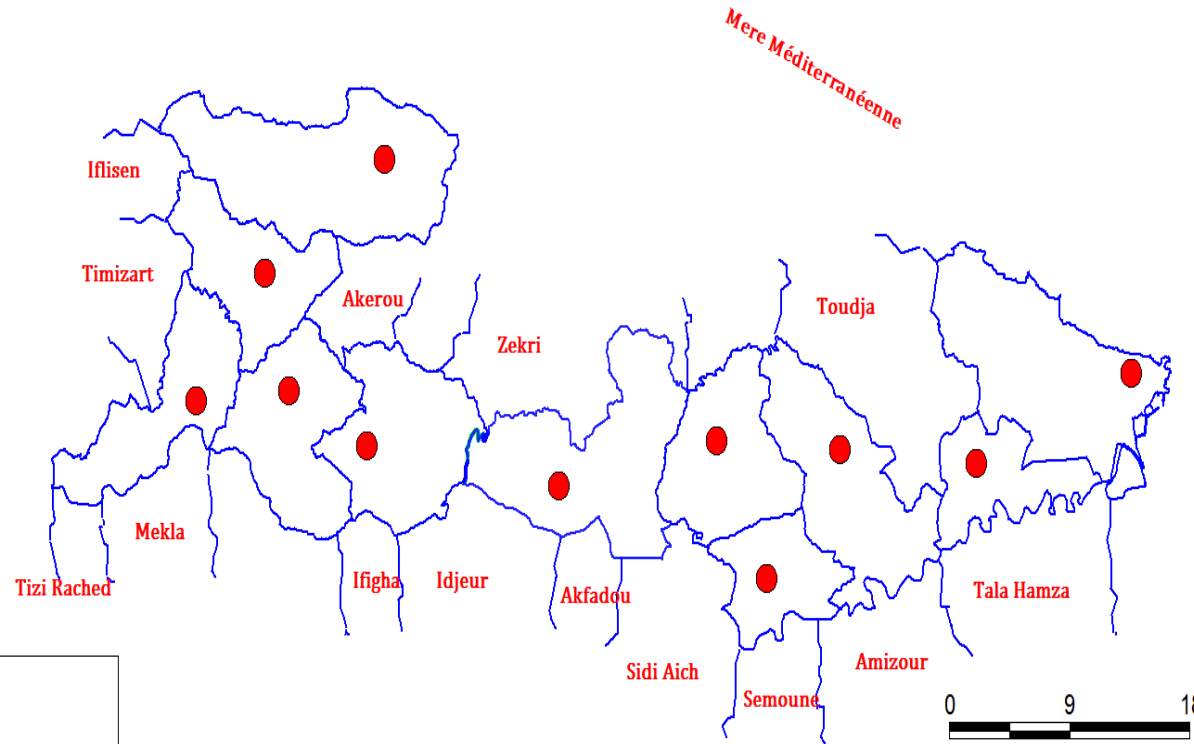 Mere Méditerranéenne
Iflisen
Timizart
Akerou
Toudja
Zekri
Mekla
Tizi Rached
Ifigha
Idjeur
Akfadou
Tala Hamza
Sidi Aich
Amizour
Semoune
0 9 18